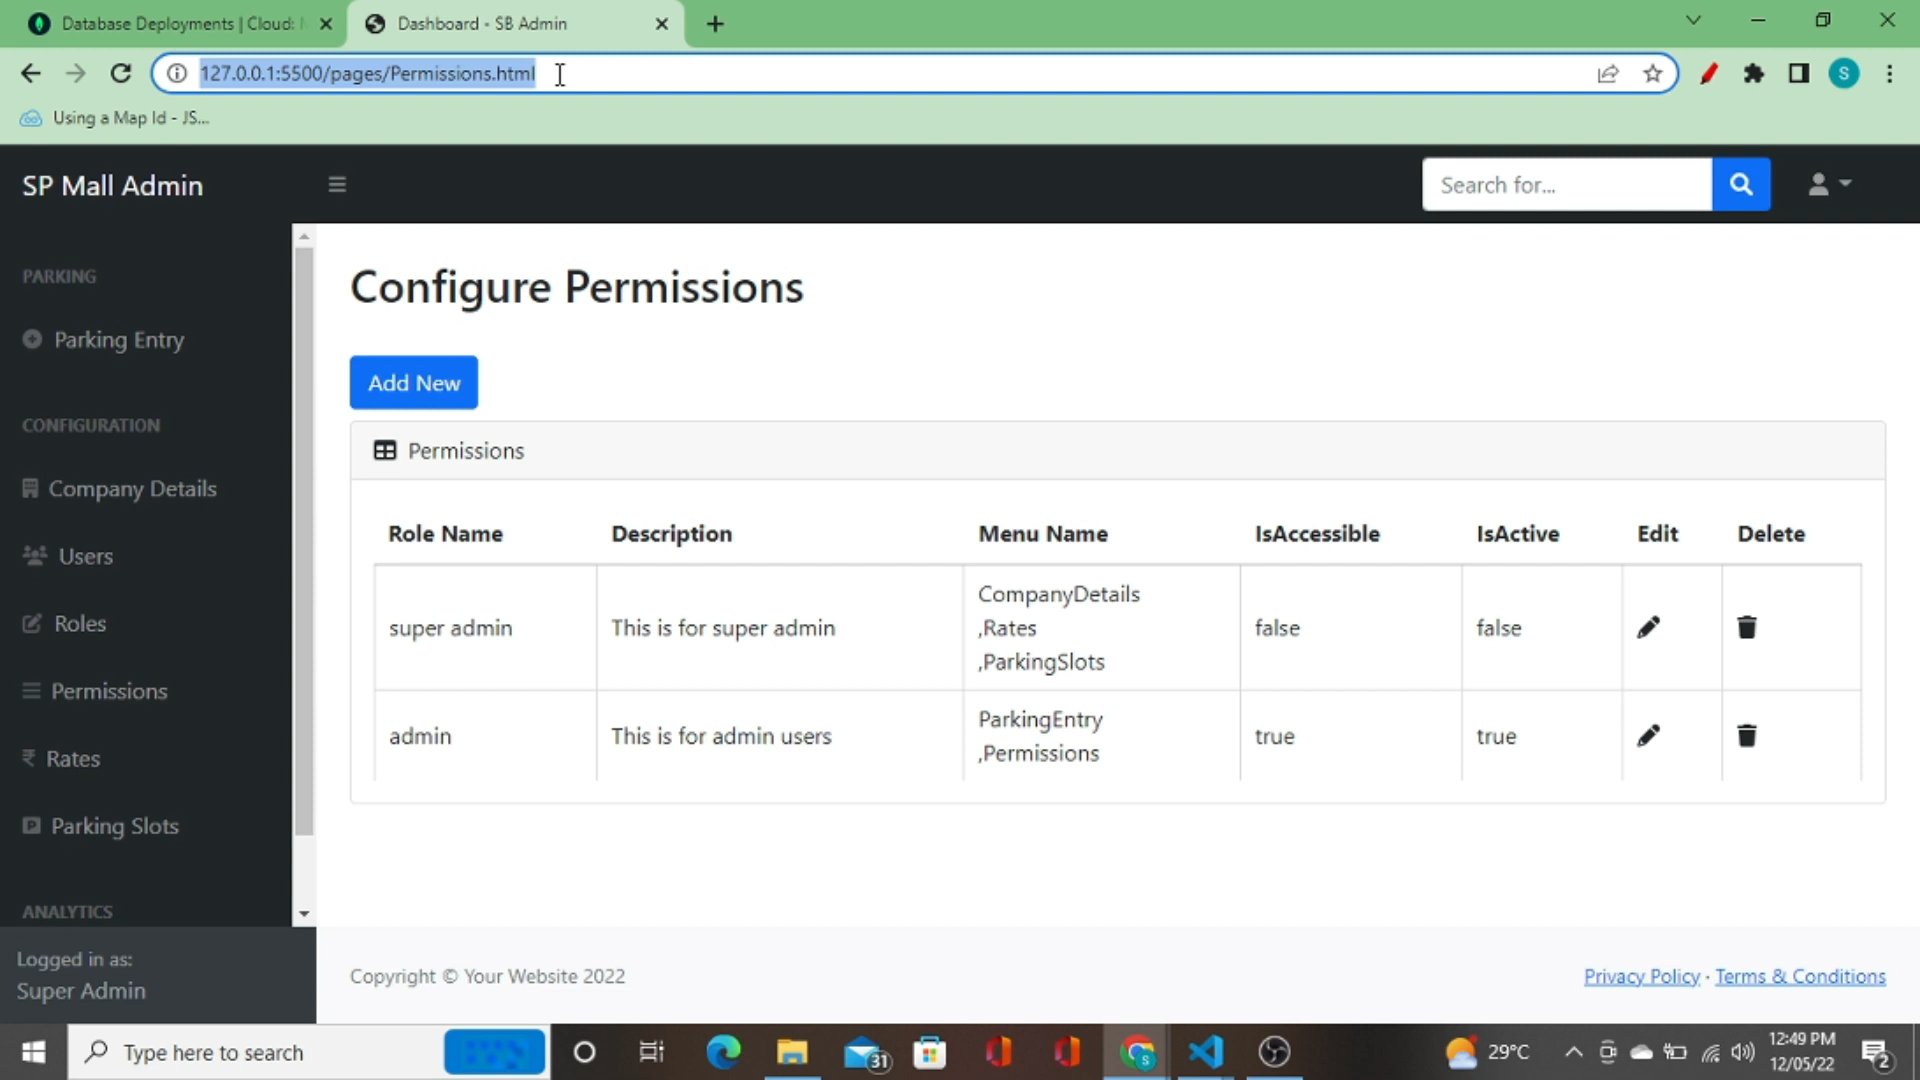 Database Deployments | Cloud:
Dashboard - SB Admin
127.0.0.1:5500/pages/Permissions.html
S
Using a Map Id - JS...
SP Mall Admin
Search for...
PARKING
Parking Entry
CONFIGURATION
Company Details
Users
Roles
Permissions
Rates
Parking Slots
ANALYTICS
Logged in as:
Super Admin
Configure Permissions
Add New
Permissions
Role Name Description Menu Name IsAccessible IsActive Edit Delete
super admin This is for super admin CompanyDetails
,Rates
,ParkingSlots false false
admin This is for admin users ParkingEntry
,Permissions true true
Copyright © Your Website 2022
Privacy Policy · Terms & Conditions
Type here to search
31
S
29°C
12:49 PM
12/05/22
2